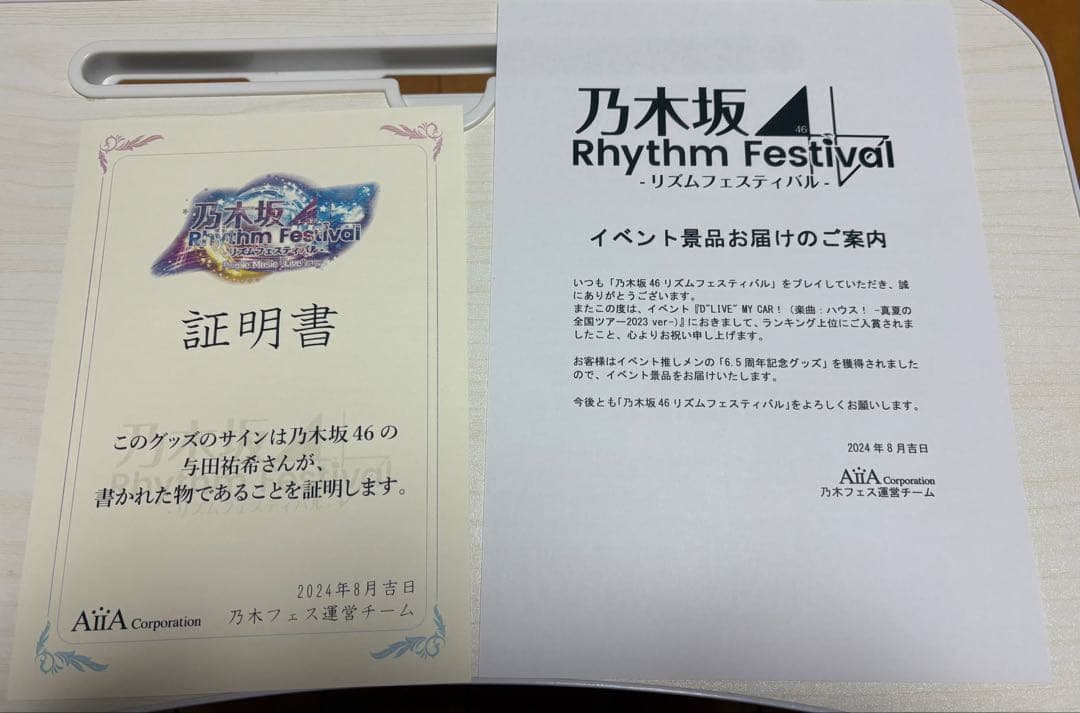 乃木坂46
Rhythm Festival
-リズムフェスティバル-
証明書
このグッズのサインは乃木坂46の
与田祐希さんが、
書かれた物であることを証明します。
2024年8月吉日
AiiA Corporation 乃木フェス運営チーム
乃木坂46
Rhythm Festival
-リズムフェスティバル-
イベント景品お届けのご案内
いつも「乃木坂46リズムフェスティバル」をプレイしていただき、誠
にありがとうございます。
またこの度は、イベント『D"LIVE" MY CAR！（楽曲：ハウス！ -真夏の
全国ツアー2023 ver-)』におきまして、ランキング上位にご入賞されま
したこと、心よりお祝い申し上げます。
お客様はイベント推しメンの「6.5周年記念グッズ」を獲得されました
ので、イベント景品をお届けいたします。
今後とも「乃木坂46リズムフェスティバル」をよろしくお願いします。
2024年8月吉日
AiiA Corporation
乃木フェス運営チーム